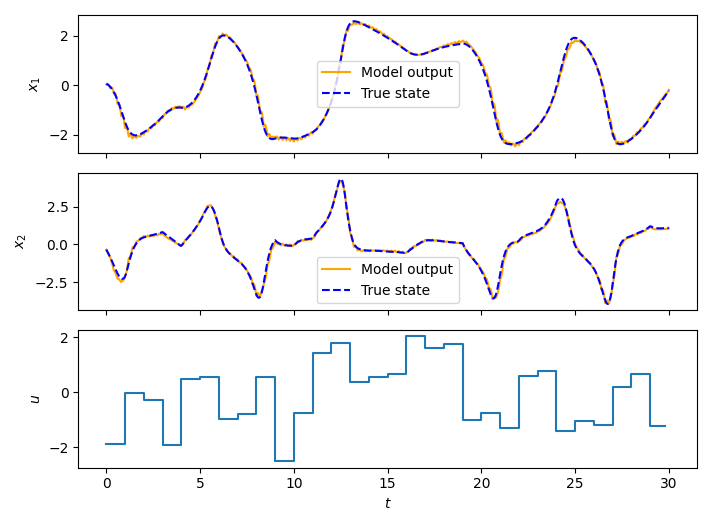 2
0
−2
x₁
Model output
True state
2.5
0.0
−2.5
x₂
Model output
True state
2
0
−2
u
0 5 10 15 20 25 30
t